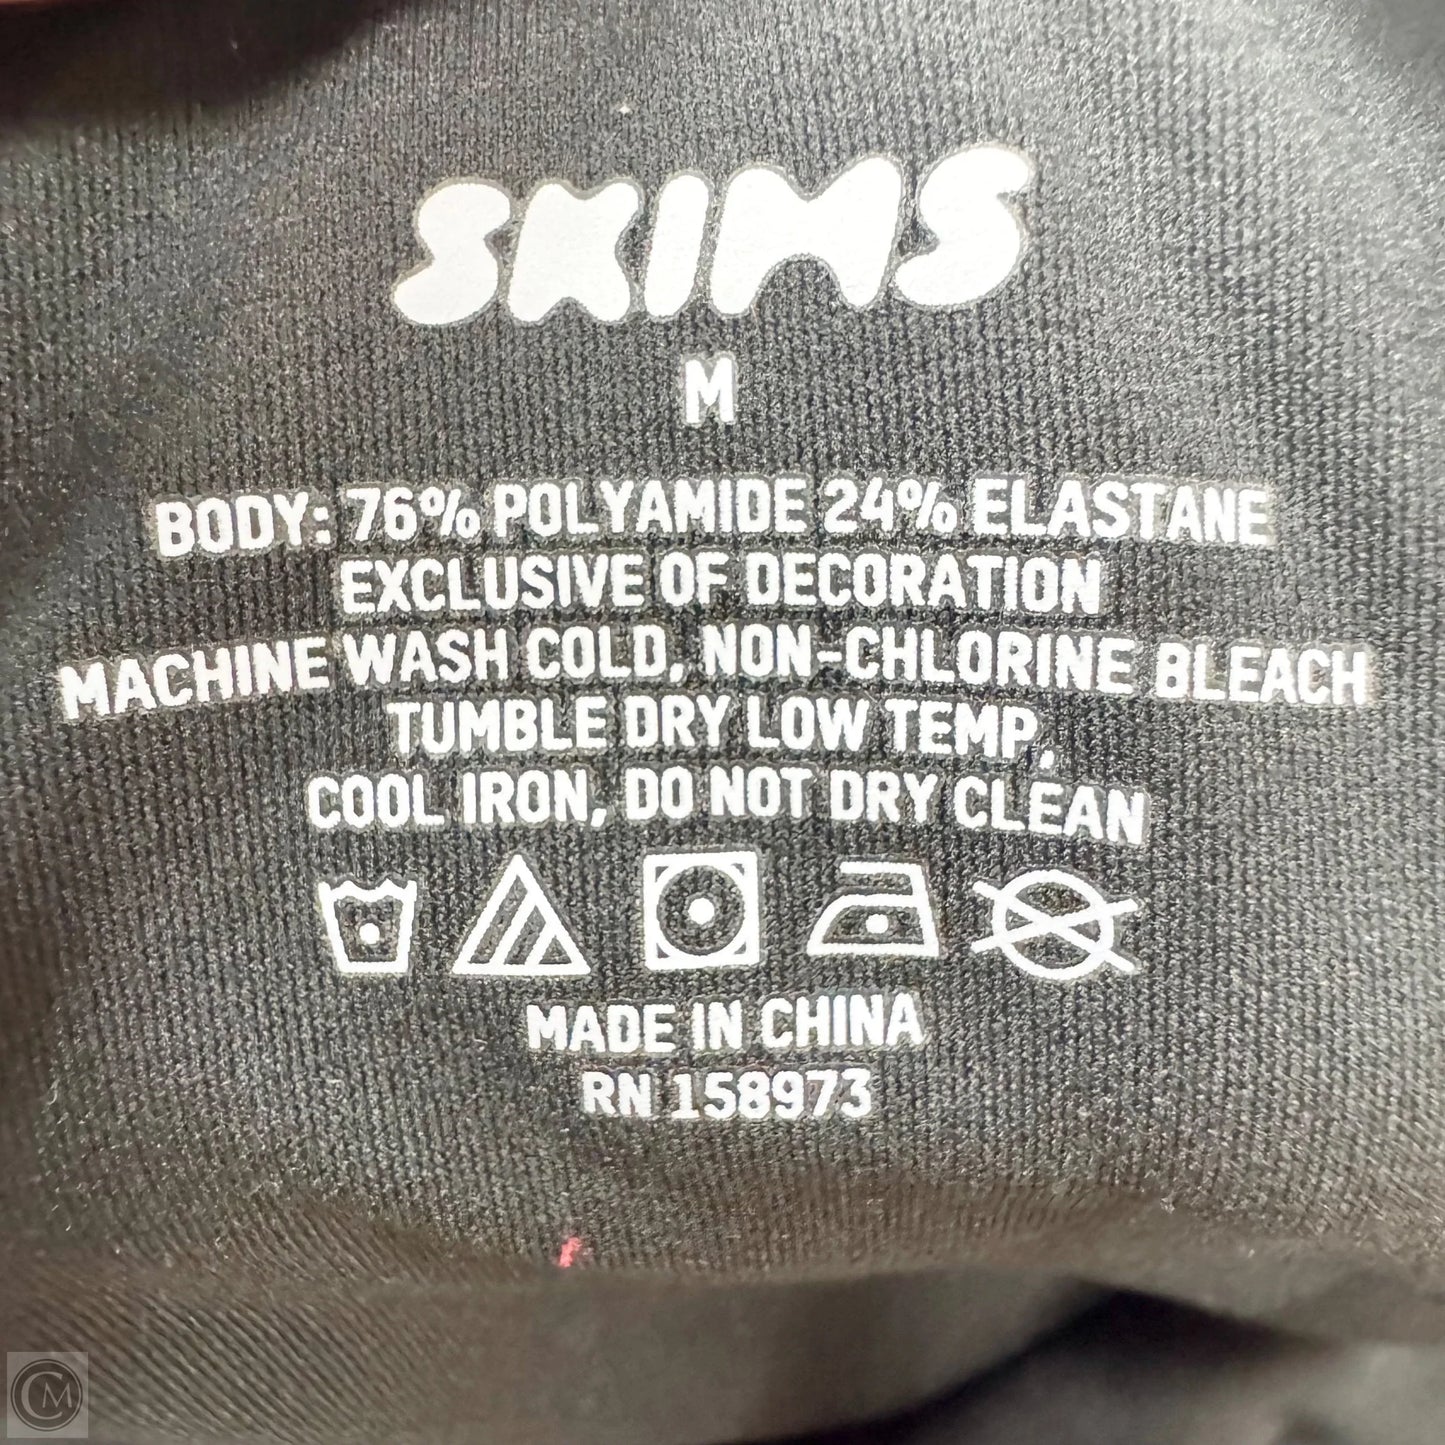 SKIMS
M
BODY: 76% POLYAMIDE 24% ELASTANE
EXCLUSIVE OF DECORATION
MACHINE WASH COLD, NON-CHLORINE BLEACH
TUMBLE DRY LOW TEMP,
COOL IRON, DO NOT DRY CLEAN
MADE IN CHINA
RN 158973
CM